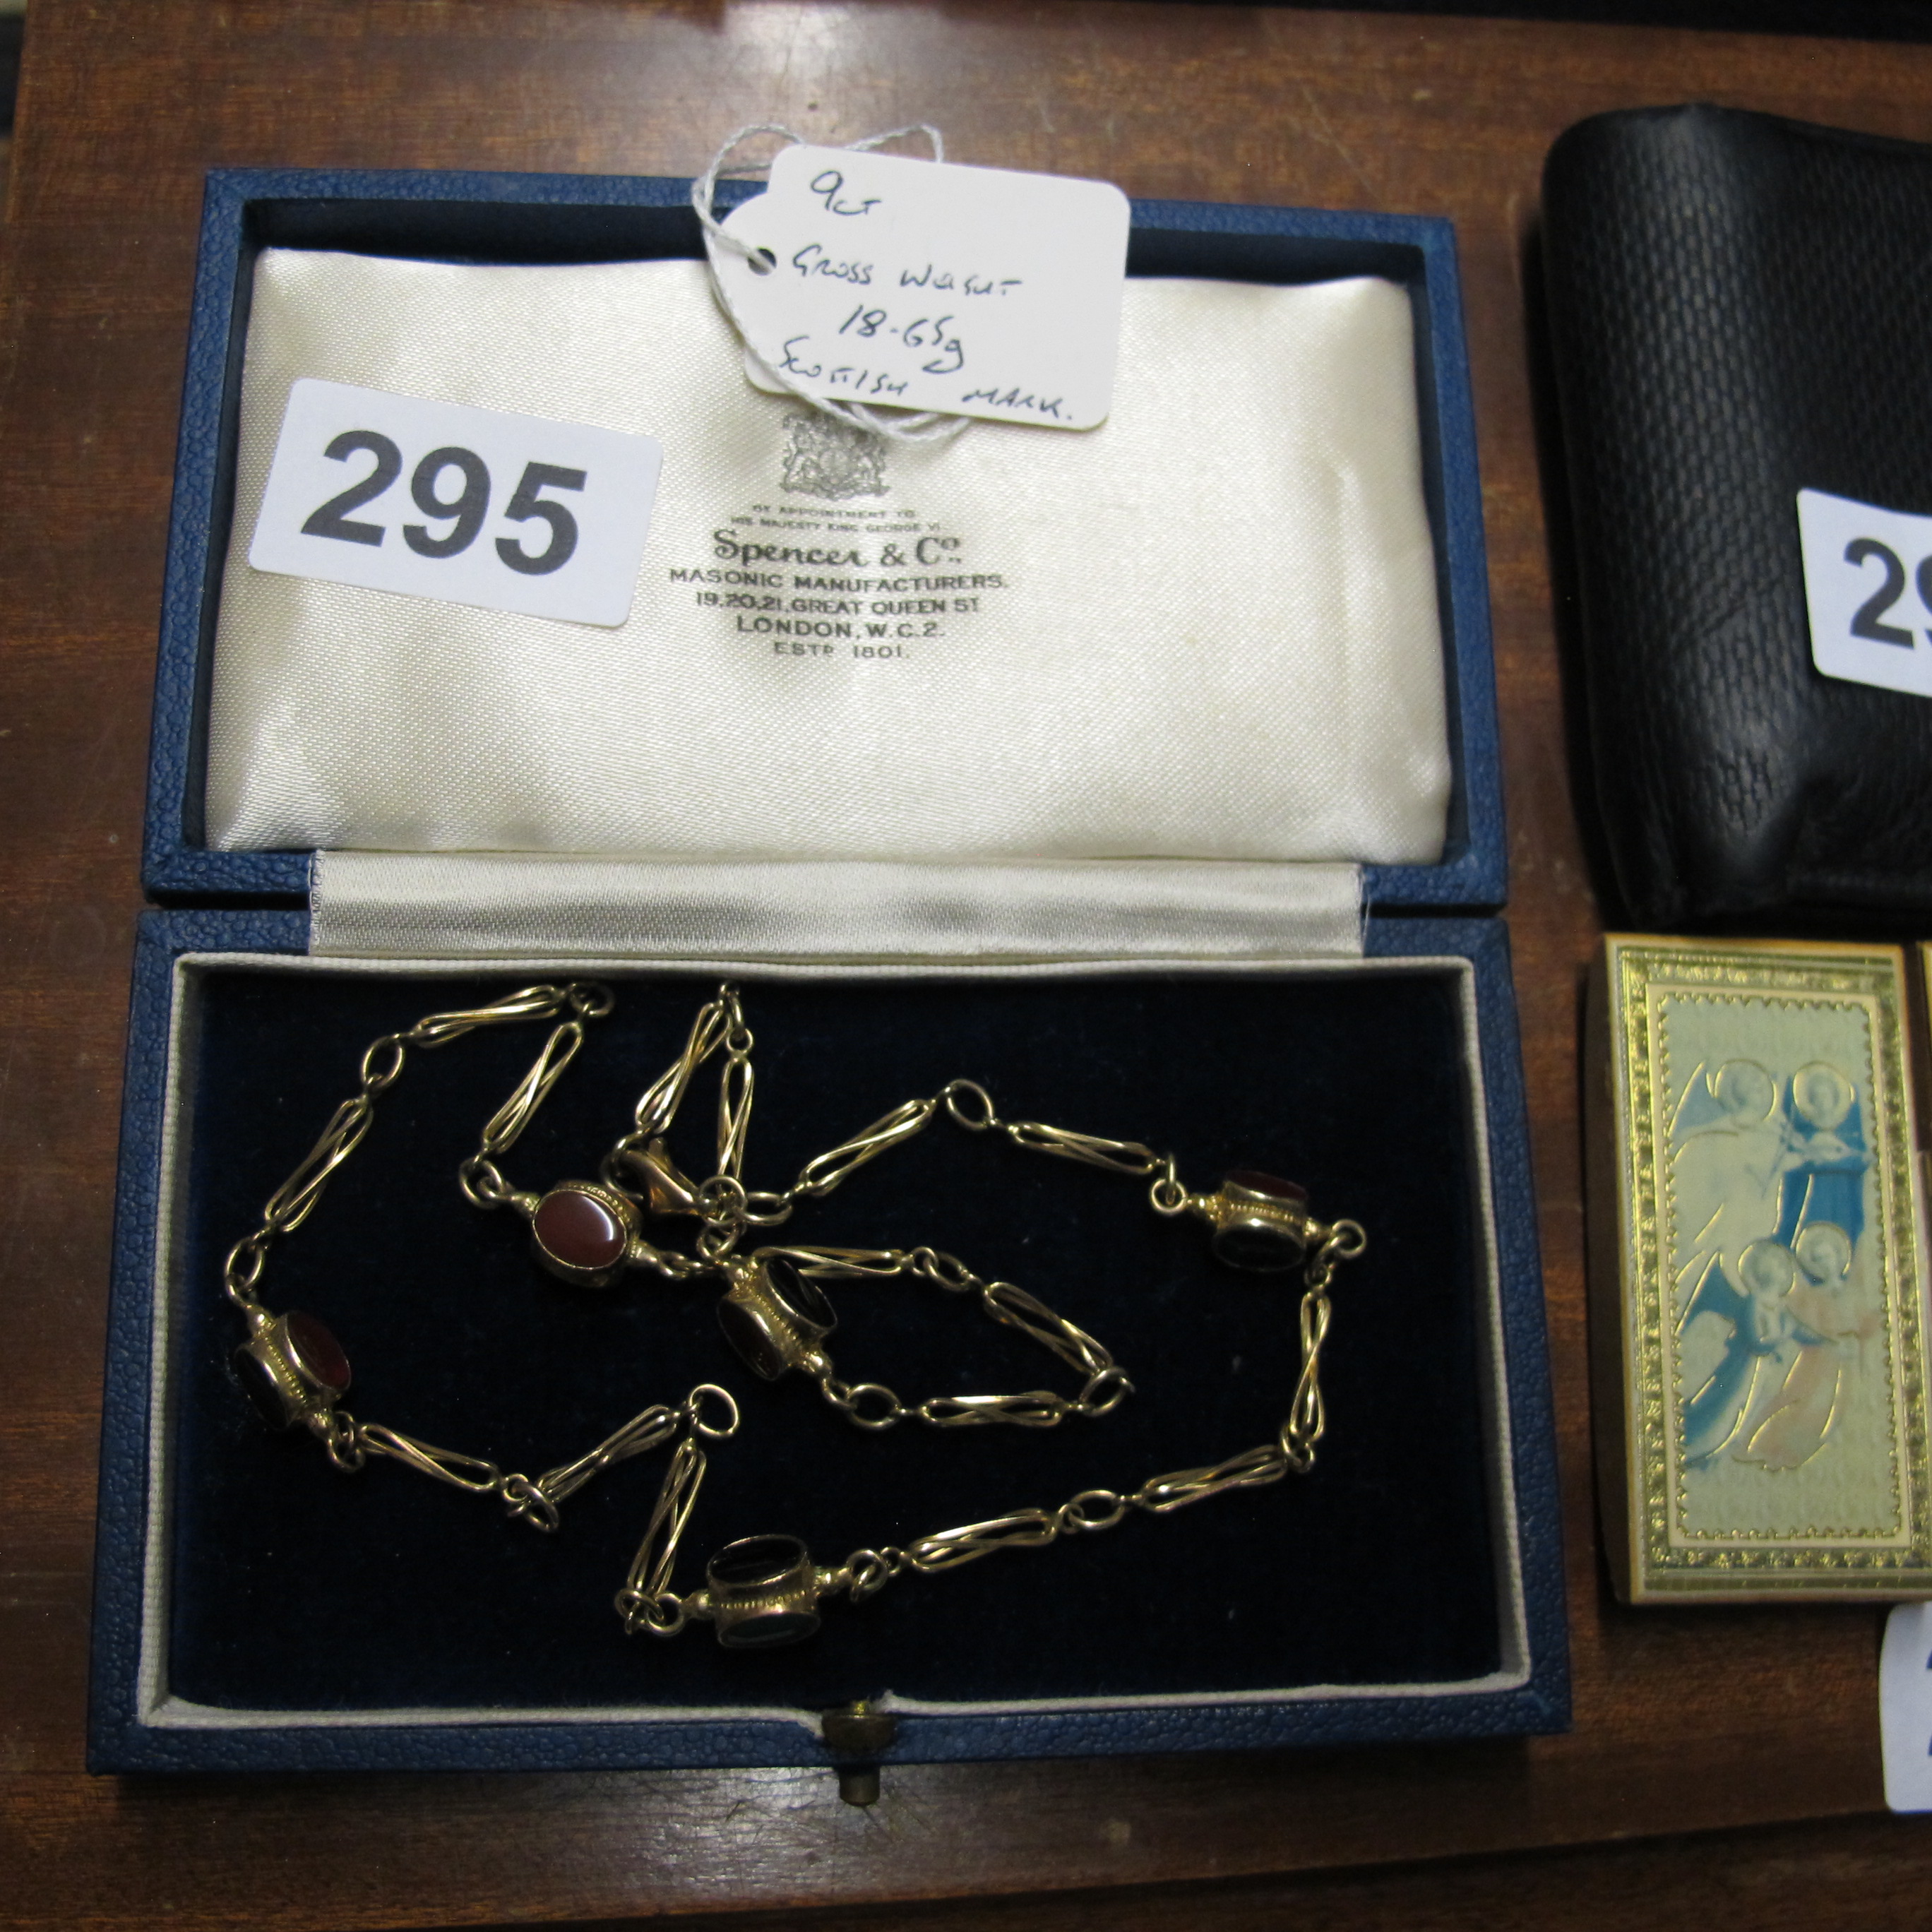 9ct
Gross Weight
18.65g
Scottish Mark.
295
BY APPOINTMENT TO
HIS MAJESTY KING GEORGE VI
Spencer & Co.
MASONIC MANUFACTURERS.
19,20,21, GREAT QUEEN ST
LONDON, W.C.2.
ESTD 1801.
29